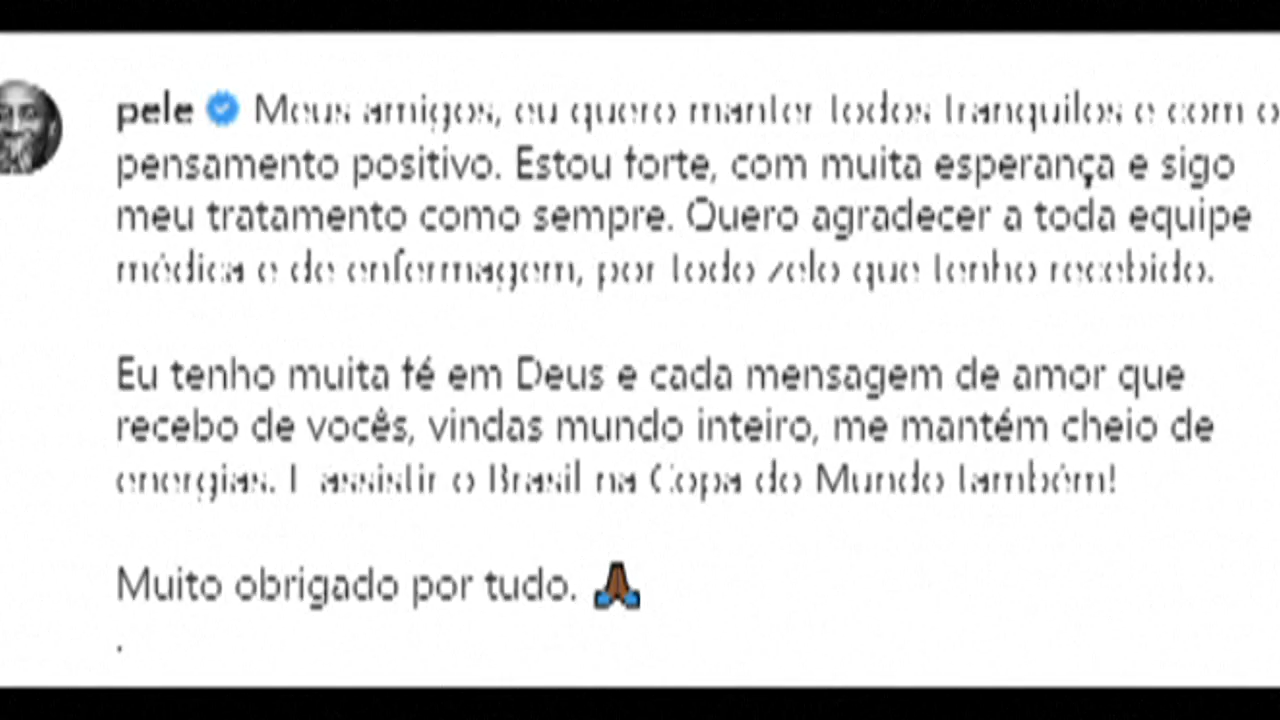 pele Meus amigos, eu quero manter todos tranquilos e com o
pensamento positivo. Estou forte, com muita esperança e sigo
meu tratamento como sempre. Quero agradecer a toda equipe
médica e de enfermagem, por todo zelo que tenho recebido.
Eu tenho muita fé em Deus e cada mensagem de amor que
recebo de vocês, vindas mundo inteiro, me mantém cheio de
energias. E assistir o Brasil na Copa do Mundo também!
Muito obrigado por tudo. 🙏🏾
.